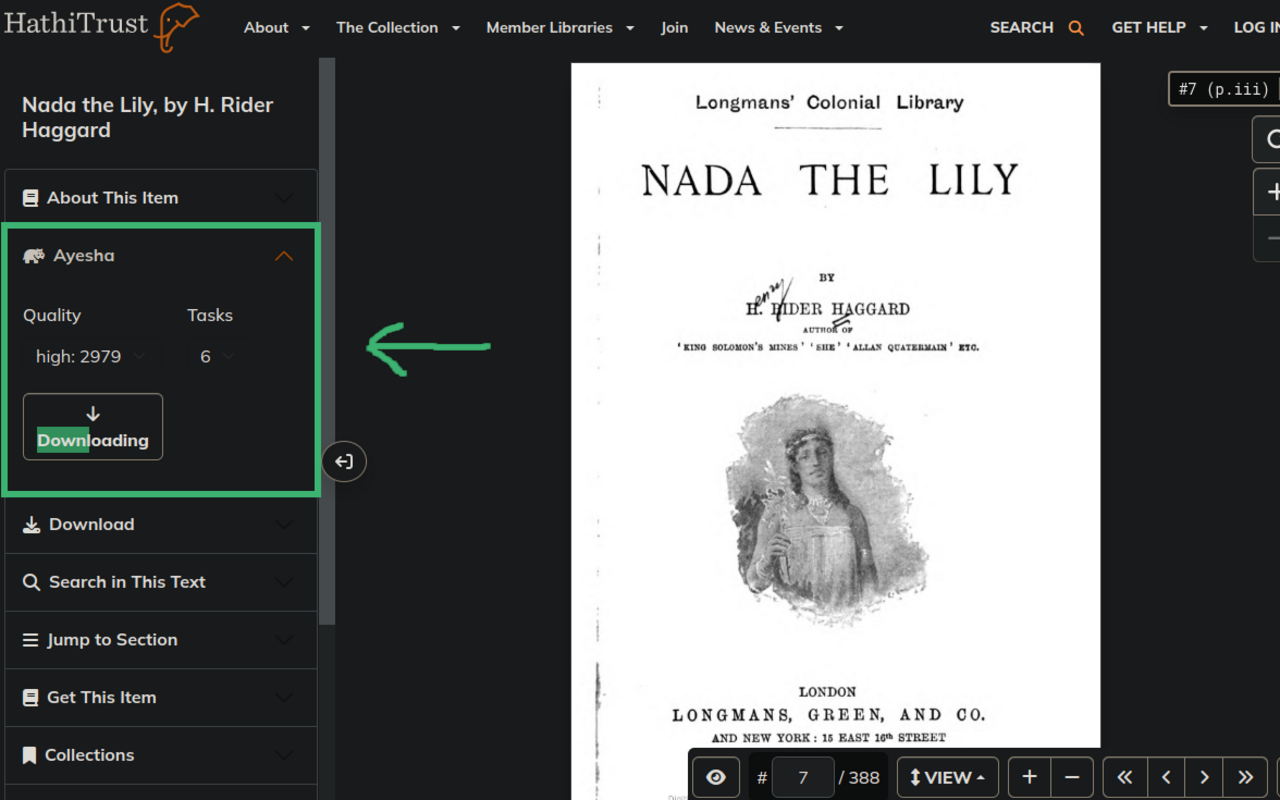 HathiTrust
About
The Collection
Member Libraries
Join
News & Events
SEARCH
GET HELP
LOG IN
Nada the Lily, by H. Rider
Haggard
About This Item
Ayesha
Quality
Tasks
high: 2979
6
Downloading
Download
Search in This Text
Jump to Section
Get This Item
Collections
#7 (p.iii)
Longmans' Colonial Library
NADA THE LILY
BY
enry
H. RIDER HAGGARD
AUTHOR OF
'KING SOLOMON'S MINES' 'SHE' 'ALLAN QUATERMAIN' ETC.
LONDON
LONGMANS, GREEN, AND CO.
AND NEW YORK: 15 EAST 16th STREET
# 7 / 388
VIEW